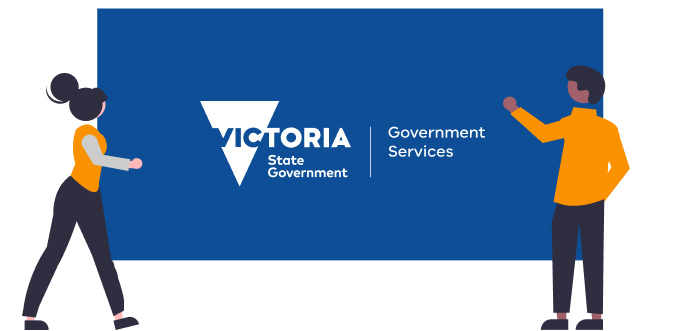 VICTORIA
State
Government
Government
Services